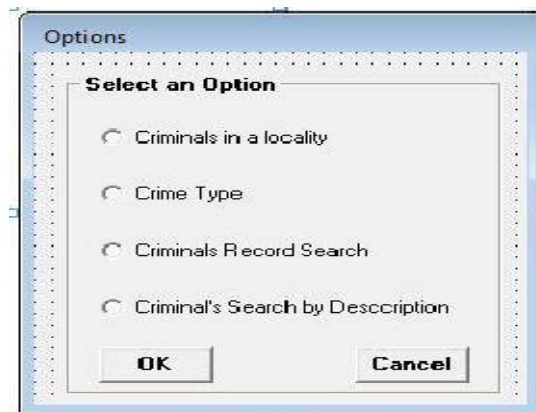 Options
Select an Option
Criminals in a locality
Crime Type
Criminals Record Search
Criminal's Search by Desccription
OK
Cancel